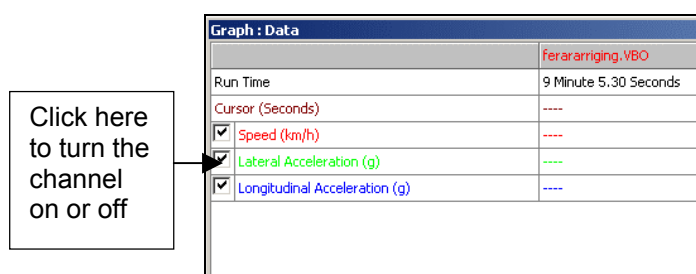 Graph : Data
ferararriging.VBO
Run Time 9 Minute 5.30 Seconds
Cursor (Seconds) ----
Speed (km/h) ----
Lateral Acceleration (g) ----
Longitudinal Acceleration (g) ----
Click here
to turn the
channel
on or off